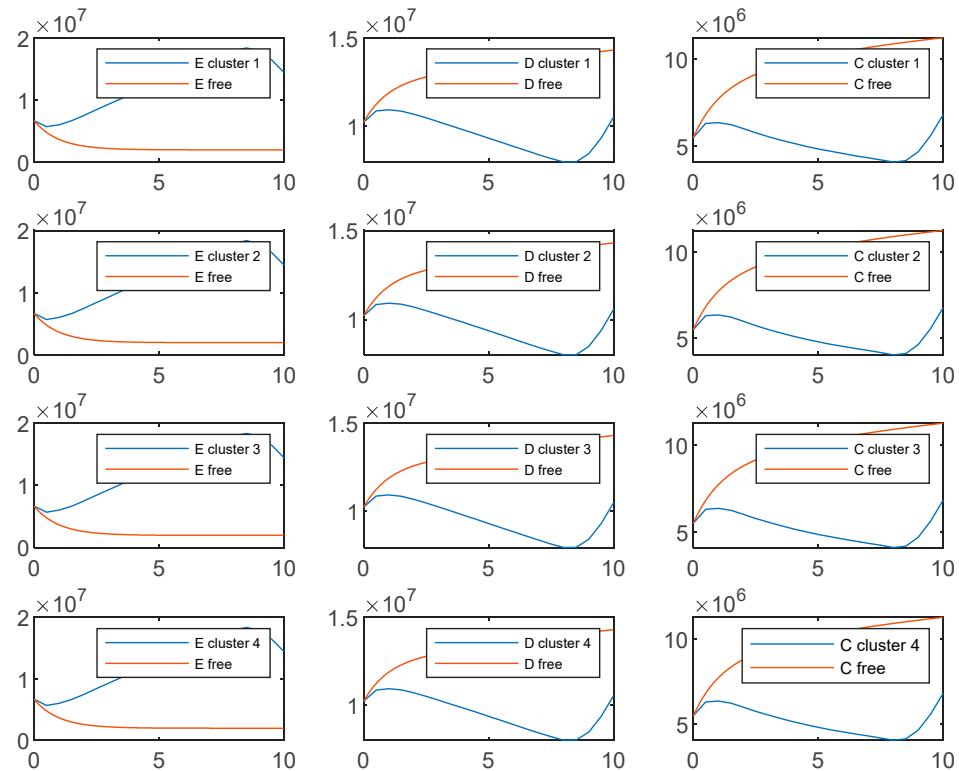 ×10^7 ×10^7 ×10^6
2 1.5 10
E cluster 1 D cluster 1 C cluster 1
E free D free C free
1 1 5
0
0 5 10 0 5 10 0 5 10
×10^7 ×10^7 ×10^6
2 1.5 10
E cluster 2 D cluster 2 C cluster 2
E free D free C free
1 1 5
0
0 5 10 0 5 10 0 5 10
×10^7 ×10^7 ×10^6
2 1.5 10
E cluster 3 D cluster 3 C cluster 3
E free D free C free
1 1 5
0
0 5 10 0 5 10 0 5 10
×10^7 ×10^7 ×10^6
2 1.5 10
E cluster 4 D cluster 4 C cluster 4
E free D free C free
1 1 5
0
0 5 10 0 5 10 0 5 10